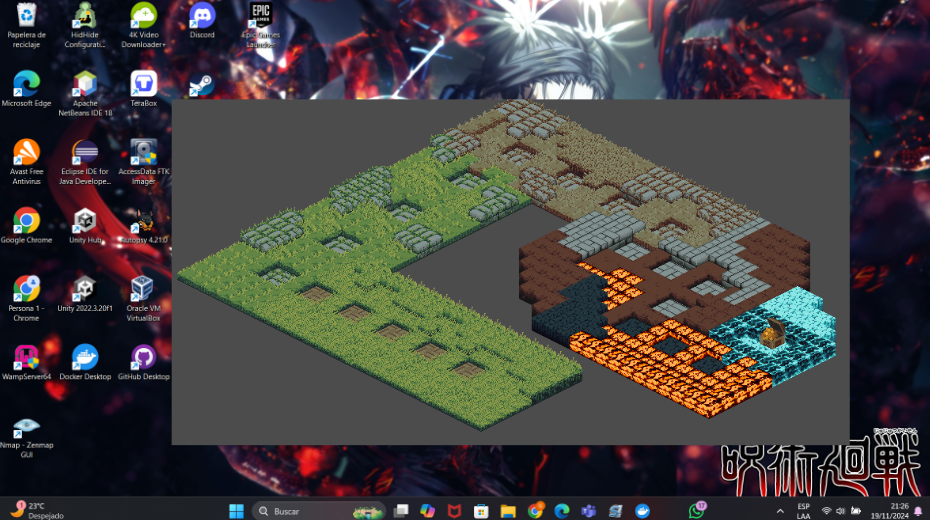 Papelera de
reciclaje
HidHide
Configurati...
4K Video
Downloader+
Discord
EPIC
GAMES
Epic Games
Launcher
Microsoft Edge
Apache
NetBeans IDE 18
TeraBox
Avast Free
Antivirus
Eclipse IDE for
Java Develope...
AccessData FTK
Imager
Google Chrome
Unity Hub
Autopsy 4.21.0
Persona 1 -
Chrome
Unity 2022.3.20f1
Oracle VM
VirtualBox
WampServer64
Docker Desktop
GitHub Desktop
Nmap - Zenmap
GUI
呪術廻戦
1
23°C
Despejado
Buscar
ESP
LAA
21:26
19/11/2024